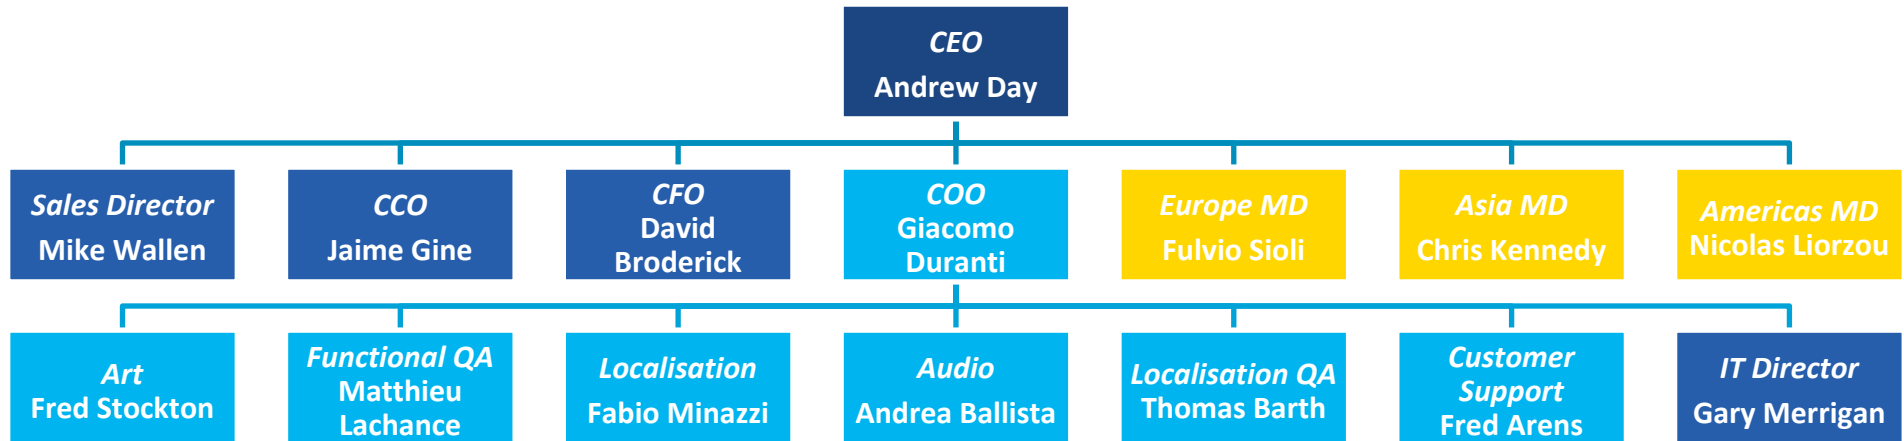 CEO
Andrew Day
Sales Director
Mike Wallen
CCO
Jaime Gine
CFO
David
Broderick
COO
Giacomo
Duranti
Europe MD
Fulvio Sioli
Asia MD
Chris Kennedy
Americas MD
Nicolas Liorzou
Art
Fred Stockton
Functional QA
Matthieu
Lachance
Localisation
Fabio Minazzi
Audio
Andrea Ballista
Localisation QA
Thomas Barth
Customer
Support
Fred Arens
IT Director
Gary Merrigan